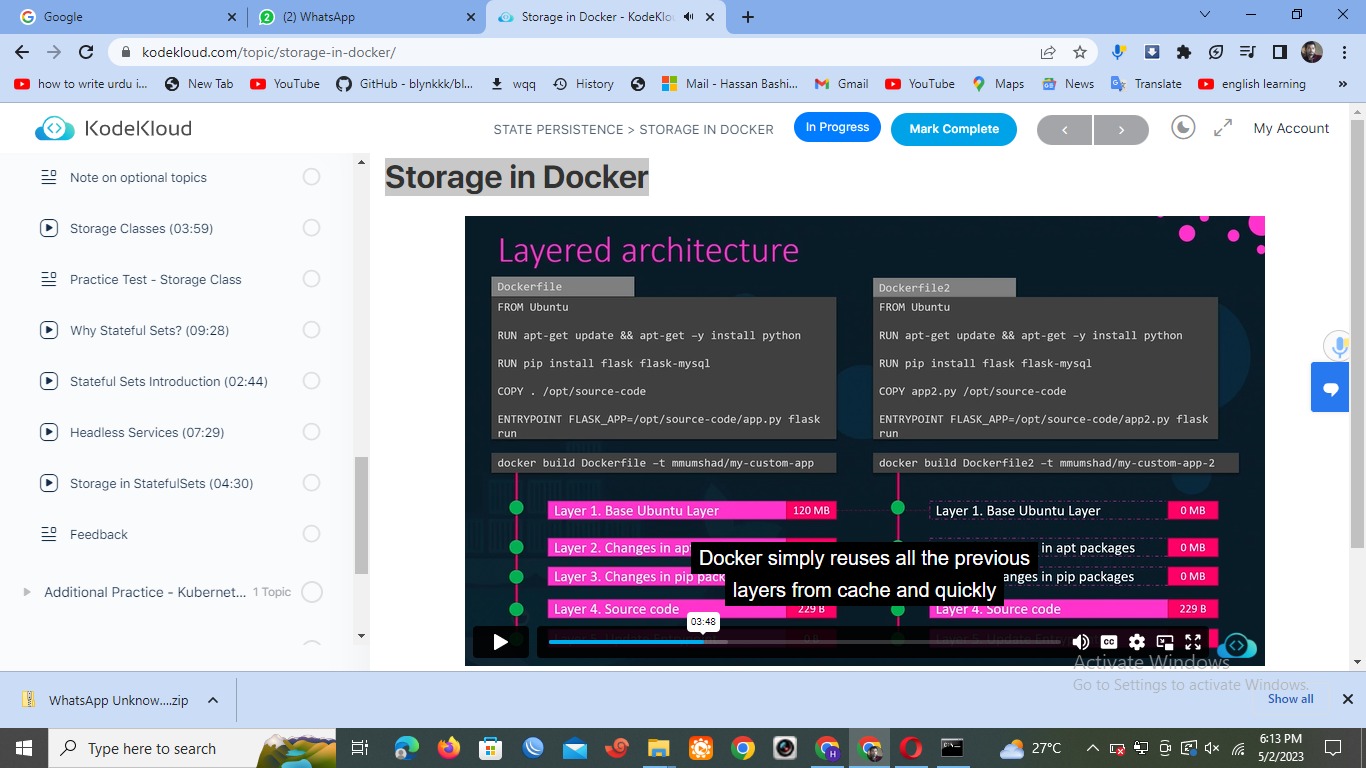 Google
(2) WhatsApp
Storage in Docker - KodeKlo
kodekloud.com/topic/storage-in-docker/
how to write urdu i...
New Tab
YouTube
GitHub - blynkkk/bl...
wqq
History
Mail - Hassan Bashi...
Gmail
YouTube
Maps
News
Translate
english learning
KodeKloud
STATE PERSISTENCE > STORAGE IN DOCKER
In Progress
Mark Complete
My Account
Note on optional topics
Storage Classes (03:59)
Practice Test - Storage Class
Why Stateful Sets? (09:28)
Stateful Sets Introduction (02:44)
Headless Services (07:29)
Storage in StatefulSets (04:30)
Feedback
Additional Practice - Kubernet...
1 Topic
Storage in Docker
Layered architecture
Dockerfile
FROM Ubuntu
RUN apt-get update && apt-get -y install python
RUN pip install flask flask-mysql
COPY . /opt/source-code
ENTRYPOINT FLASK_APP=/opt/source-code/app.py flask
run
docker build Dockerfile -t mmumshad/my-custom-app
Dockerfile2
FROM Ubuntu
RUN apt-get update && apt-get -y install python
RUN pip install flask flask-mysql
COPY app2.py /opt/source-code
ENTRYPOINT FLASK_APP=/opt/source-code/app2.py flask
run
docker build Dockerfile2 -t mmumshad/my-custom-app-2
Layer 1. Base Ubuntu Layer
120 MB
Layer 1. Base Ubuntu Layer
0 MB
Layer 2. Changes in ap
in apt packages
0 MB
Layer 3. Changes in pip pack
anges in pip packages
0 MB
Layer 4. Source code
229 B
Layer 4. Source code
229 B
Docker simply reuses all the previous
layers from cache and quickly
03:48
CC
Activate Windows
Go to Settings to activate Windows.
WhatsApp Unknow....zip
Show all
Type here to search
27°C
6:13 PM
5/2/2023